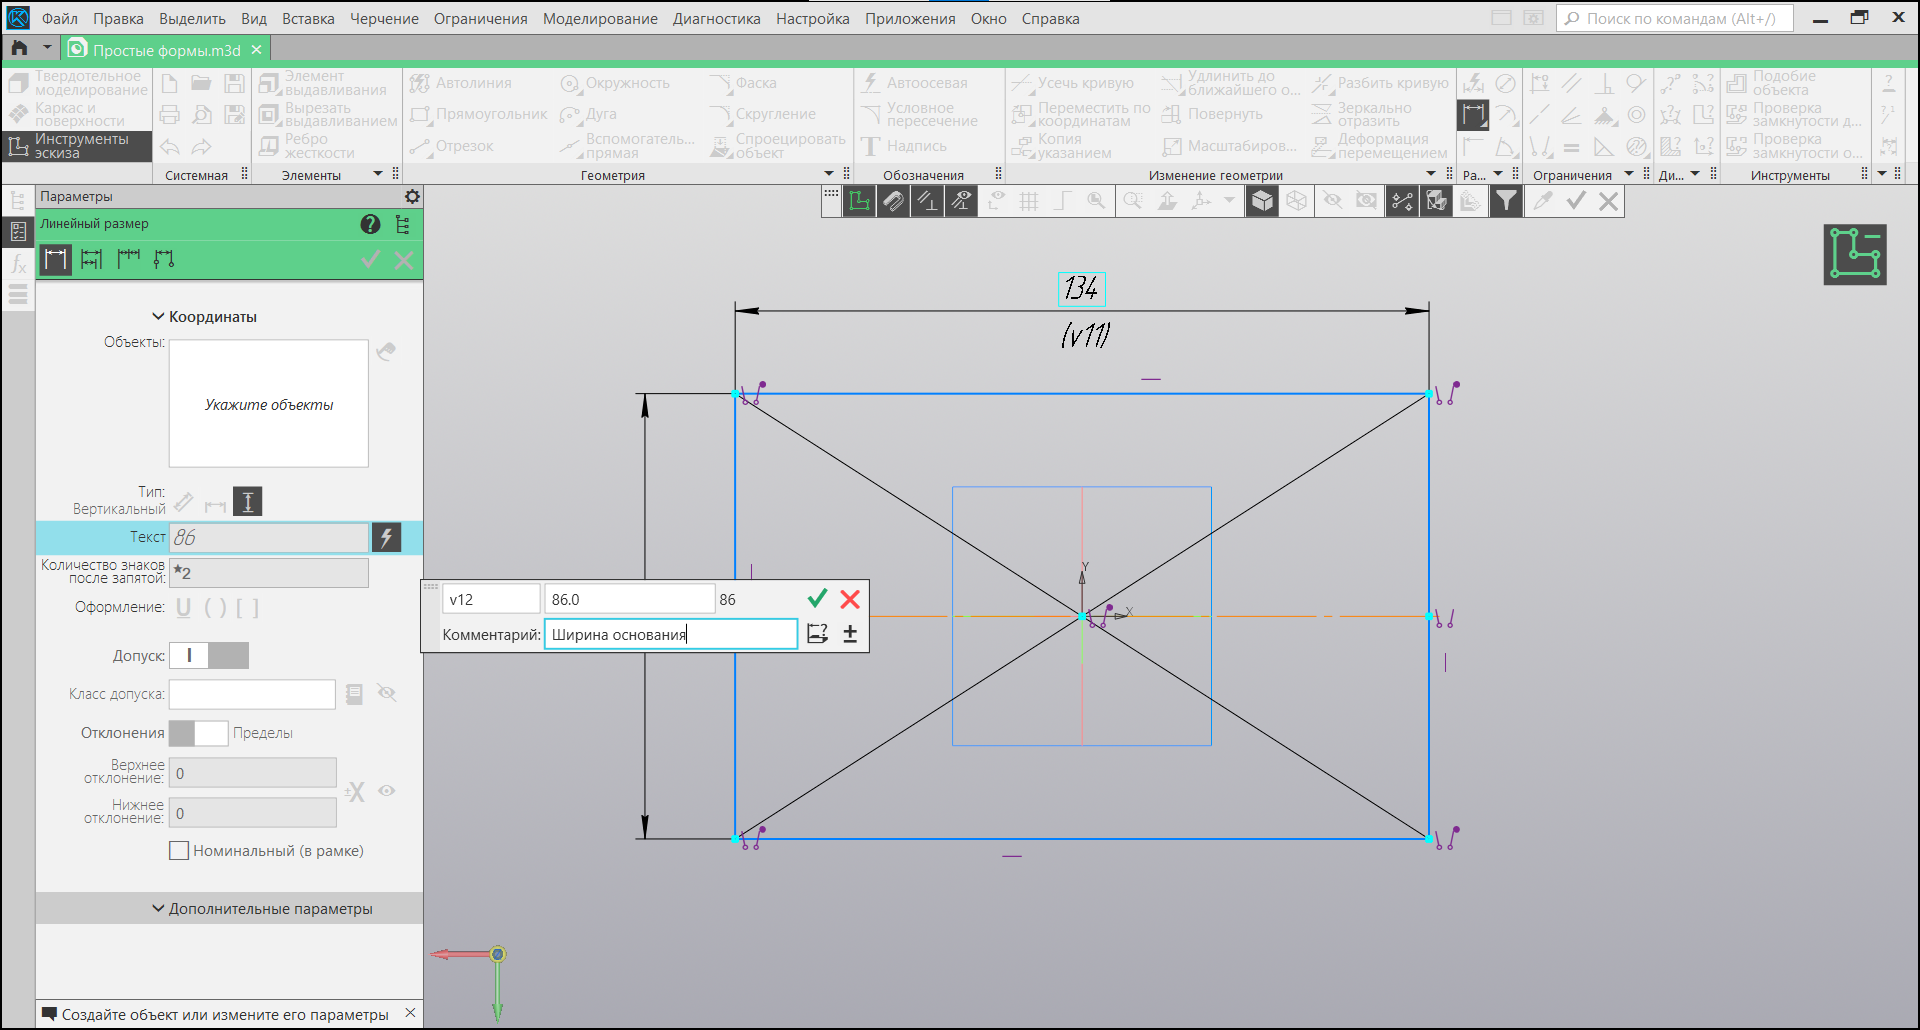 Файл Правка Выделить Вид Вставка Черчение Ограничения Моделирование Диагностика Настройка Приложения Окно Справка
Поиск по командам (Alt+/)
Простые формы.m3d
Твердотельное
моделирование
Каркас и
поверхности
Инструменты
эскиза
Системная
Элемент
выдавливания
Вырезать
выдавливанием
Ребро
жесткости
Элементы
Автолиния
Окружность
Фаска
Прямоугольник
Дуга
Скругление
Отрезок
Вспомогатель...
прямая
Спроецировать
объект
Геометрия
Автоосевая
Условное
пересечение
Надпись
Обозначения
Усечь кривую
Удлинить до
ближайшего о...
Разбить кривую
Переместить по
координатам
Повернуть
Зеркально
отразить
Копия
указанием
Масштабиров...
Деформация
перемещением
Изменение геометрии
Ра...
Ограничения
Ди...
Подобие
объекта
Проверка
замкнутости д...
Проверка
замкнутости о...
Инструменты
Параметры
Линейный размер
Координаты
Объекты:
Укажите объекты
Тип:
Вертикальный
Текст 86
Количество знаков
после запятой:
*2
Оформление: U ( ) [ ]
Допуск: I
Класс допуска:
Отклонения Пределы
Верхнее
отклонение: 0
Нижнее
отклонение: 0
±X
Номинальный (в рамке)
Дополнительные параметры
Создайте объект или измените его параметры
134
(v11)
v12 86.0 86
Комментарий: Ширина основания
Y
X